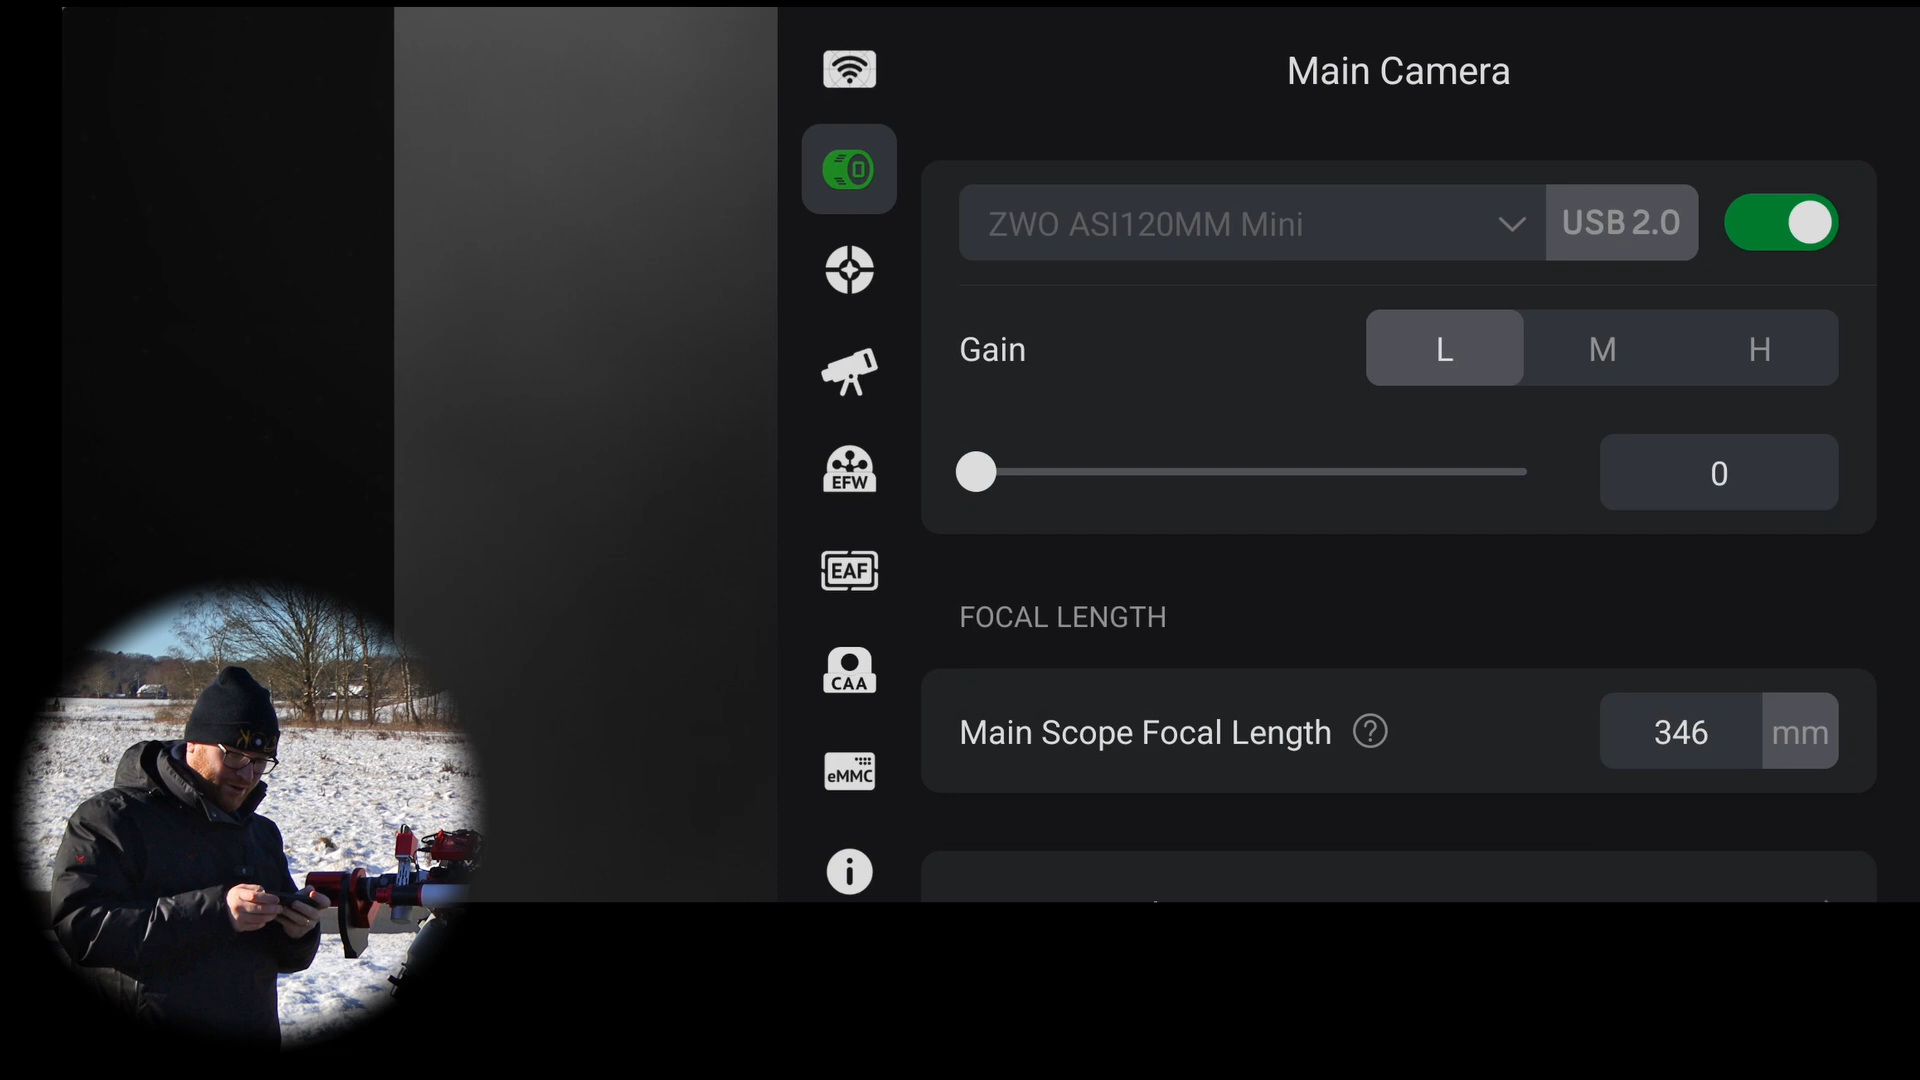 Main Camera
ZWO ASI120MM Mini
USB 2.0
Gain
L
M
H
EFW
0
EAF
FOCAL LENGTH
CAA
Main Scope Focal Length
?
346
mm
eMMC